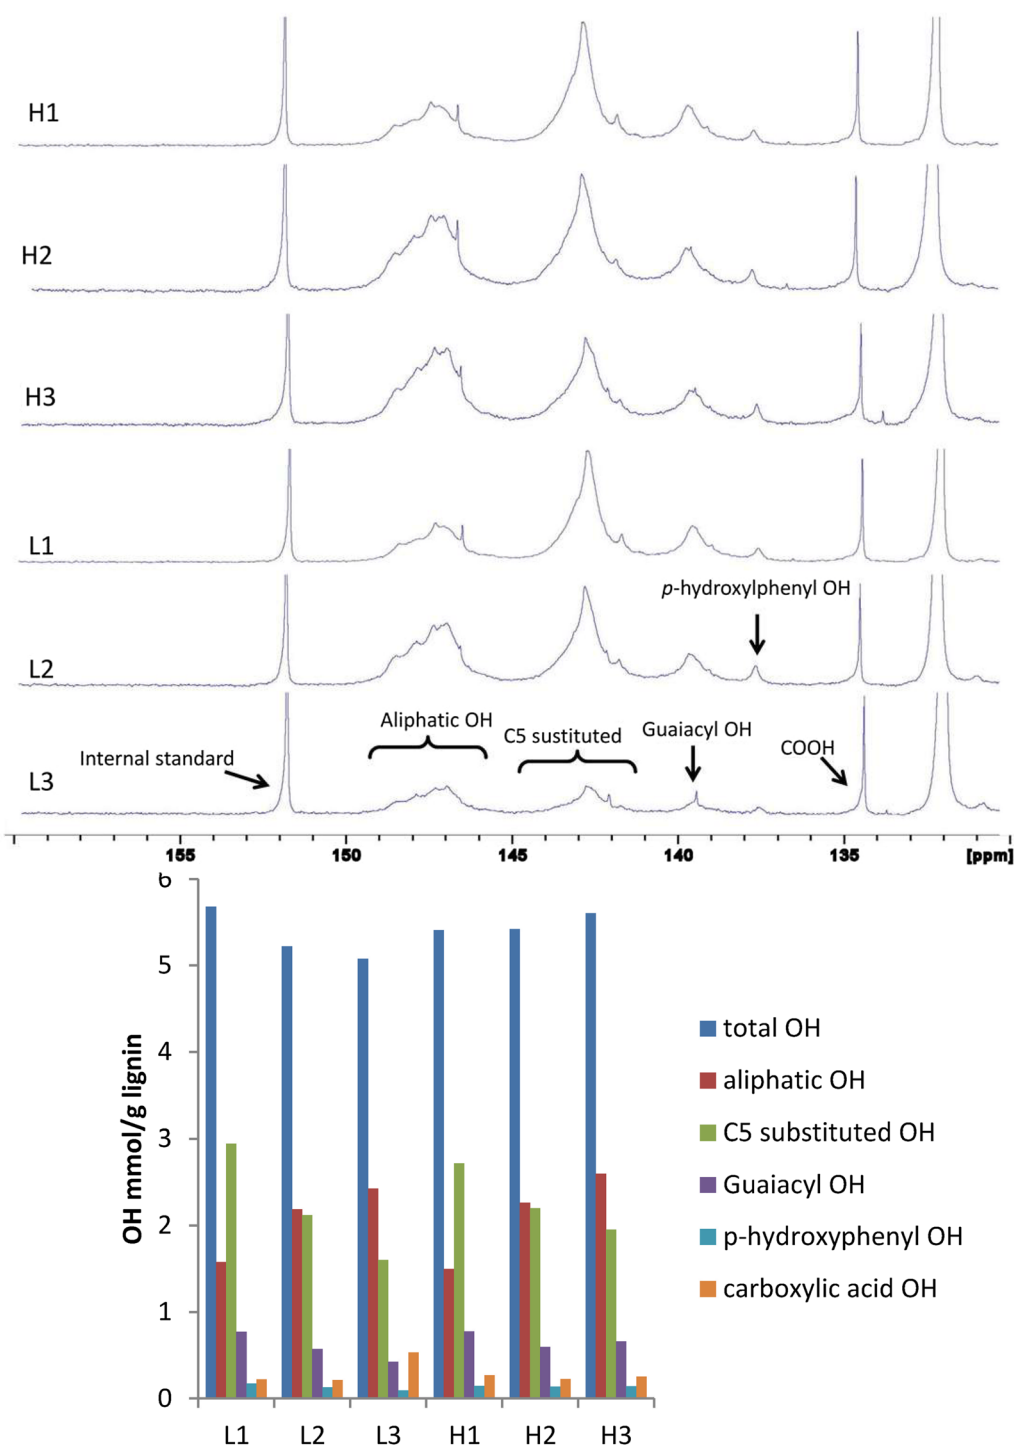 H1
H2
H3
L1
p-hydroxylphenyl OH
L2
Aliphatic OH
C5 sustituted
Guaiacyl OH
COOH
Internal standard
L3
155 150 145 140 135 [ppm]
6
5
4
3
2
1
0
OH mmol/g lignin
total OH
aliphatic OH
C5 substituted OH
Guaiacyl OH
p-hydroxyphenyl OH
carboxylic acid OH
L1 L2 L3 H1 H2 H3